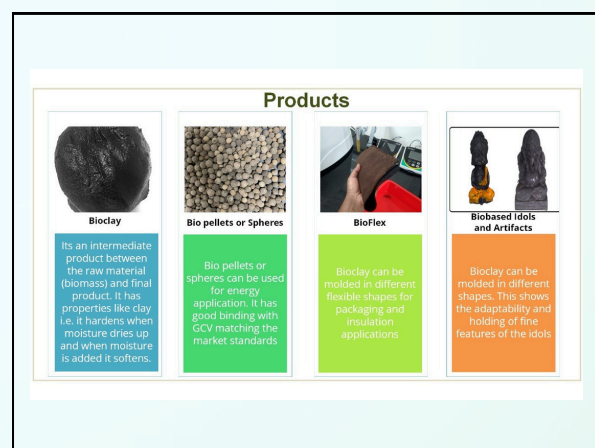 Products
Bioclay
Its an intermediate
product between
the raw material
(biomass) and final
product. It has
properties like clay
i.e. it hardens when
moisture dries up
and when moisture
is added it softens.
Bio pellets or Spheres
Bio pellets or
spheres can be used
for energy
application. It has
good binding with
GCV matching the
market standards
BioFlex
Bioclay can be
molded in different
flexible shapes for
packaging and
insulation
applications
Biobased Idols
and Artifacts
Bioclay can be
molded in different
shapes. This shows
the adaptability and
holding of fine
features of the idols